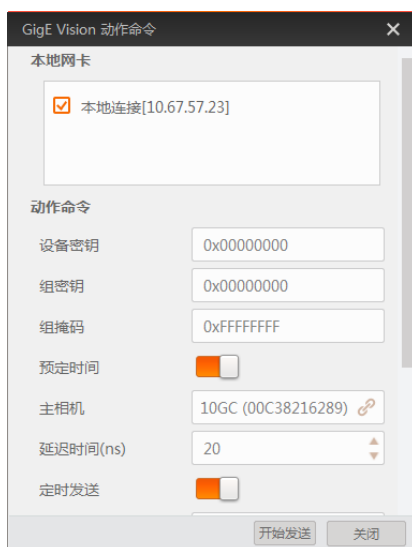 GigE Vision 动作命令
本地网卡
本地连接[10.67.57.23]
动作命令
设备密钥 0x00000000
组密钥 0x00000000
组掩码 0xFFFFFFFF
预定时间
主相机 10GC (00C38216289)
延迟时间(ns) 20
定时发送
开始发送 关闭